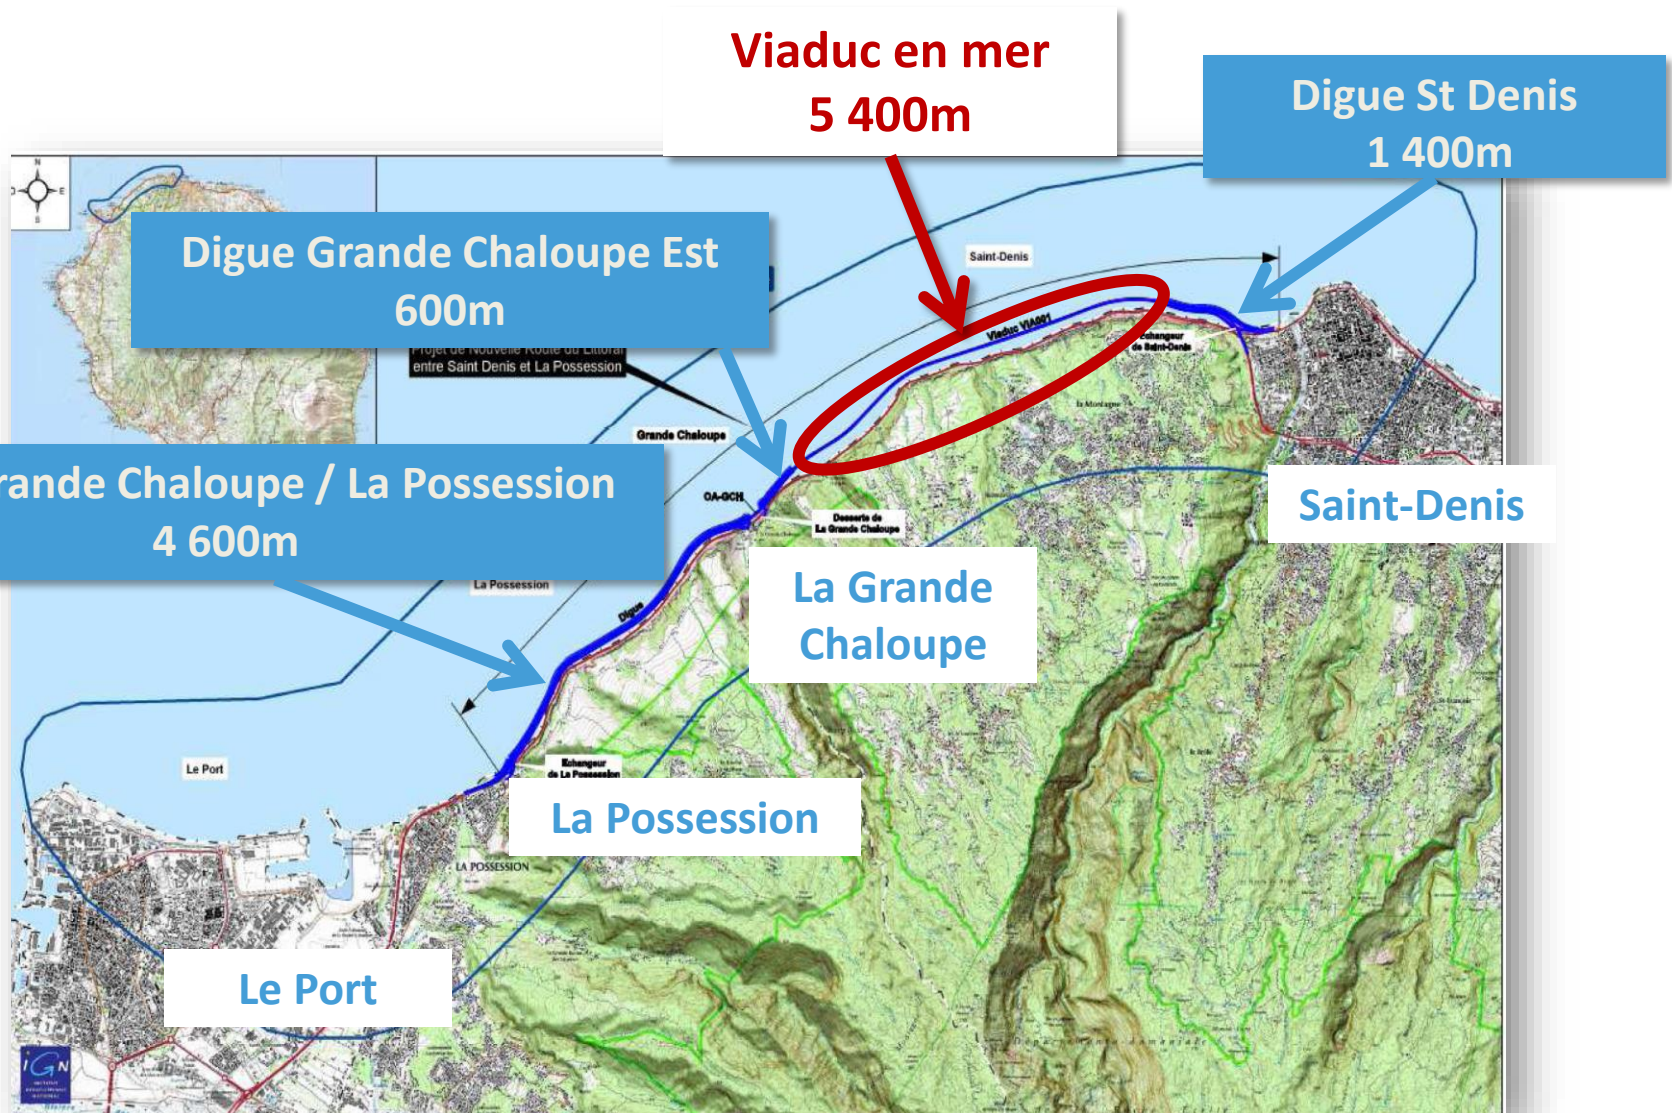 Viaduc en mer
5 400m
Digue St Denis
1 400m
N
E
S
Digue Grande Chaloupe Est
600m
Saint-Denis
Viaduc VIA001
Echangeur
de Saint-Denis
Projet de Nouvelle Route du Littoral
entre Saint Denis et La Possession
la Montagne
Grande Chaloupe
rande Chaloupe / La Possession
4 600m
OA-GCH
Desserte de
La Grande Chaloupe
Saint-Denis
La Grande
Chaloupe
La Possession
Digue
Le Port
Echangeur
de La Possession
La Possession
LA POSSESSION
Le Port
IGN